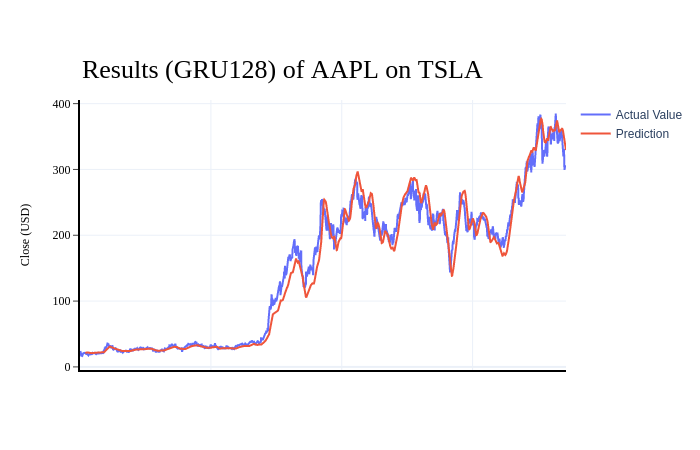 Results (GRU128) of AAPL on TSLA
Actual Value
Prediction
Close (USD)
400
300
200
100
0